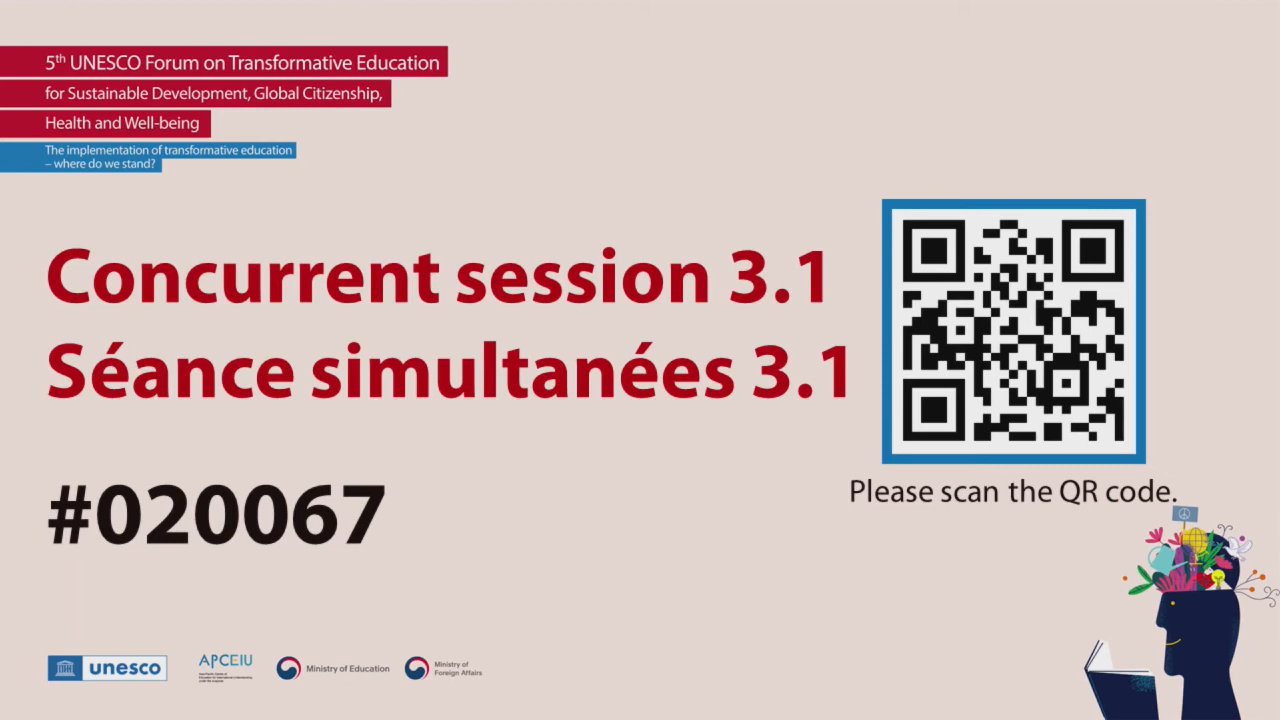 5th UNESCO Forum on Transformative Education
for Sustainable Development, Global Citizenship,
Health and Well-being
The implementation of transformative education
– where do we stand?
Concurrent session 3.1
Séance simultanées 3.1
#020067
Please scan the QR code.
unesco
APCEIU
Ministry of Education
Ministry of
Foreign Affairs